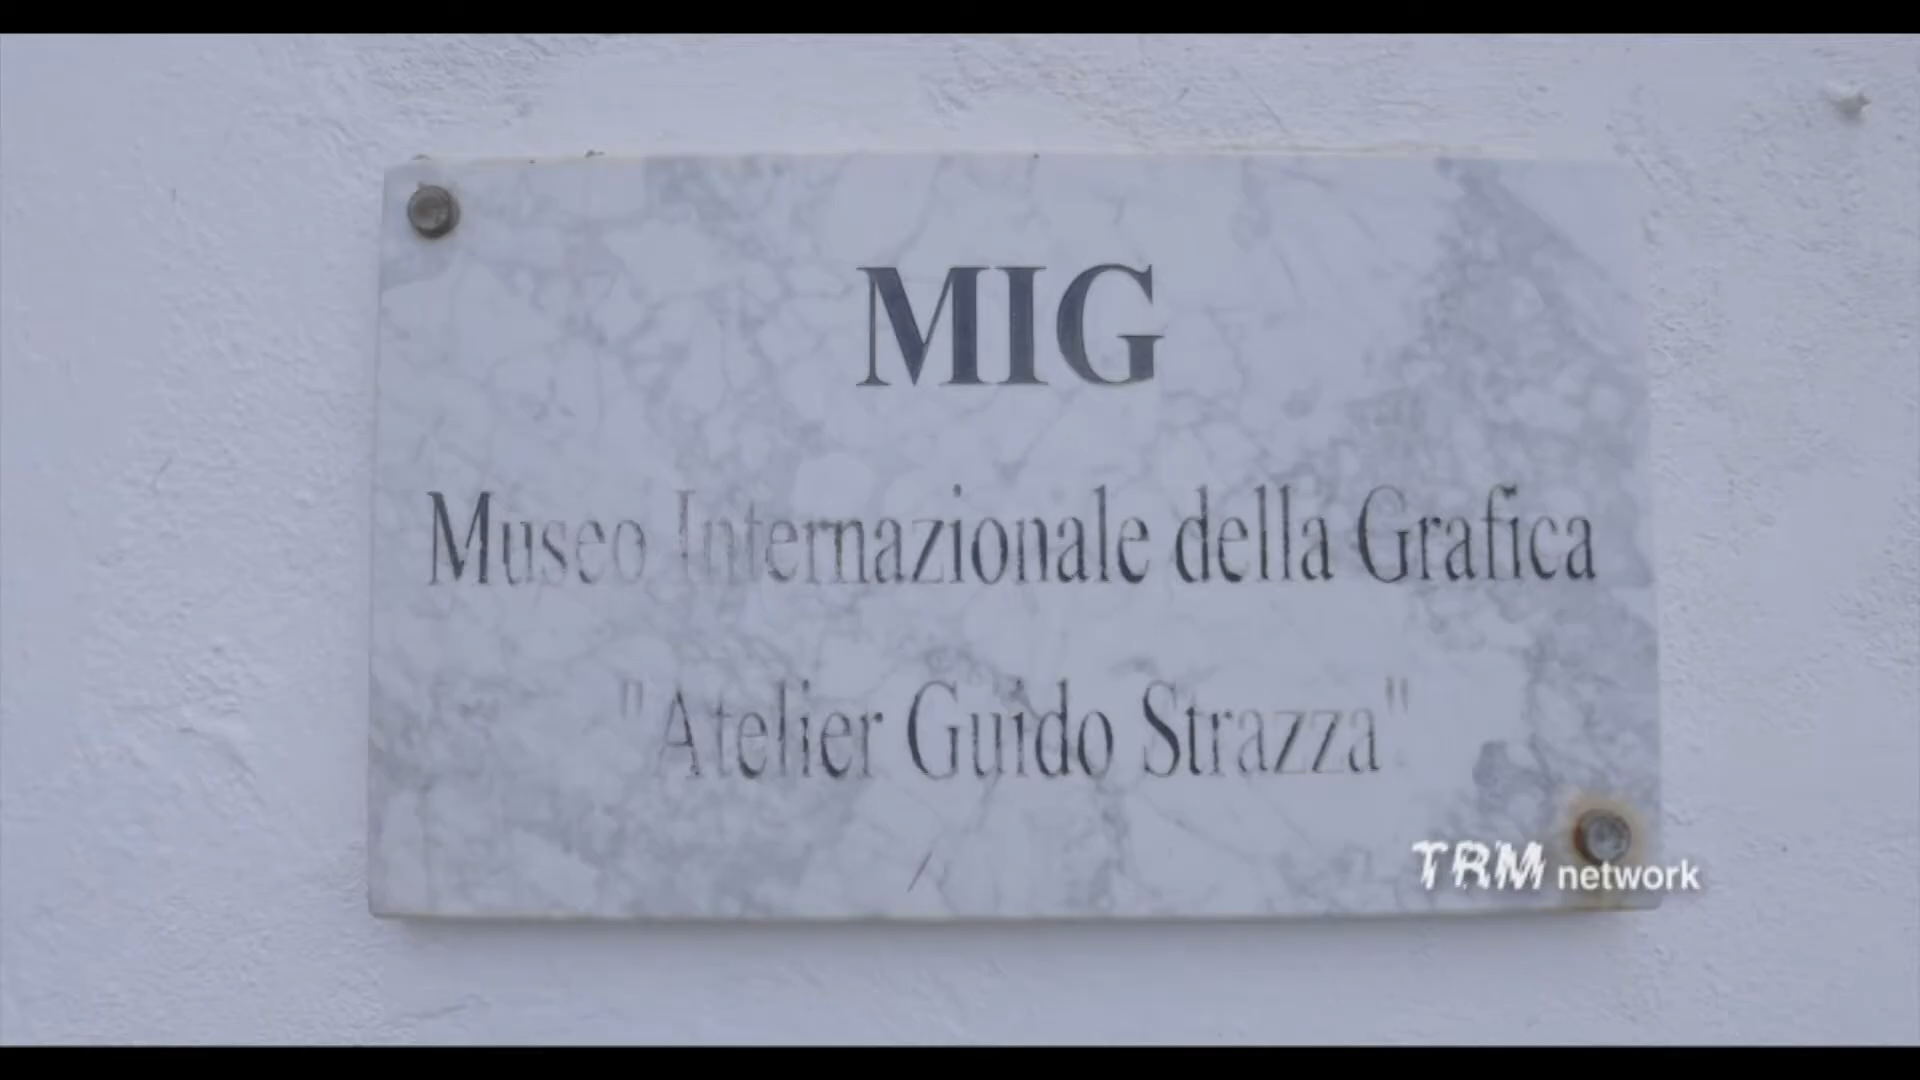 MIG
Museo Internazionale della Grafica
"Atelier Guido Strazza"
TRM network